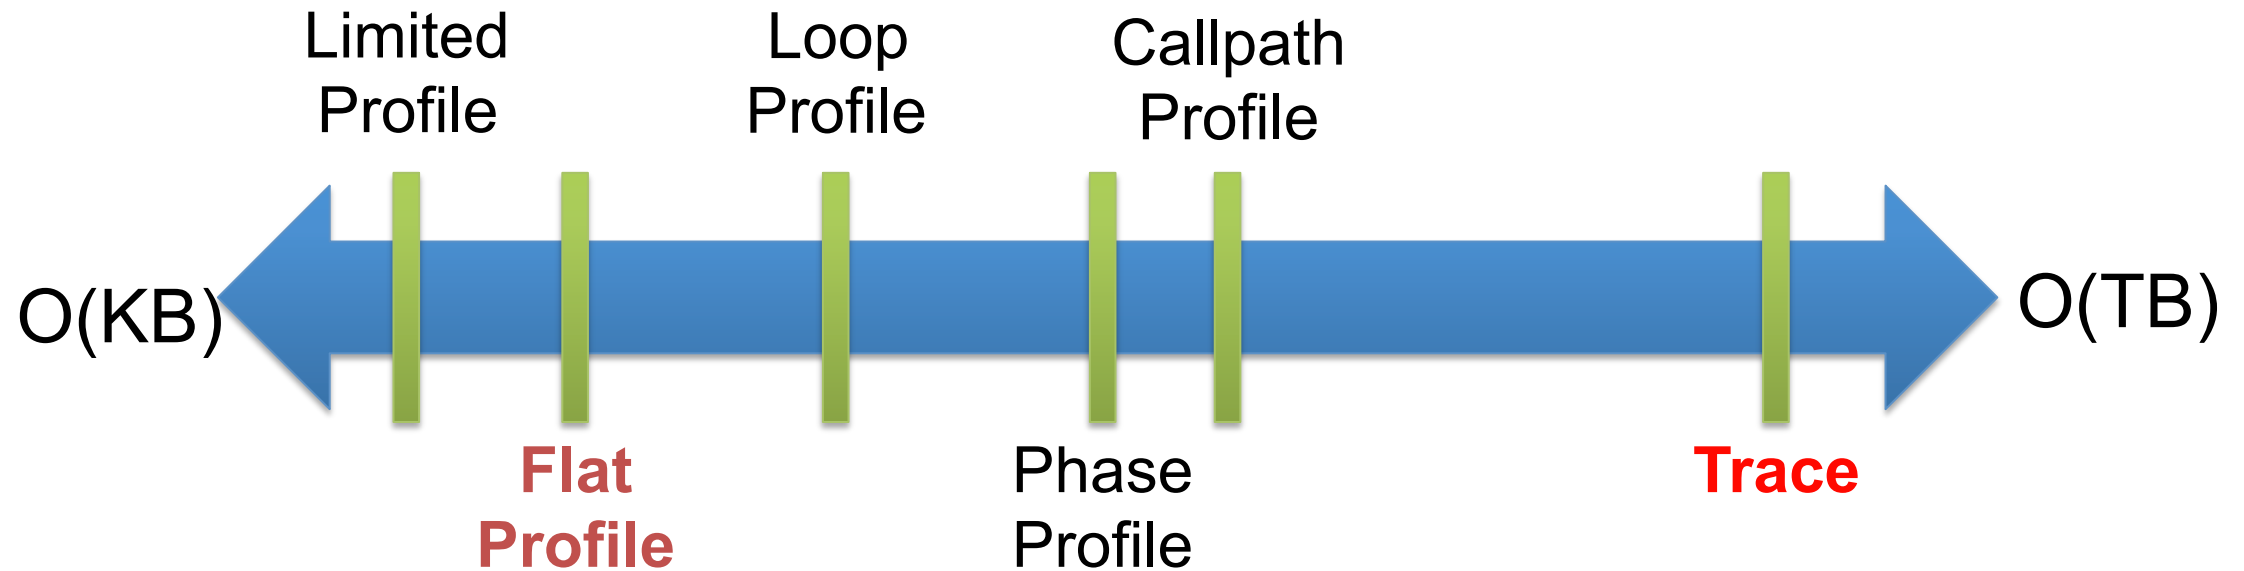 Limited
Profile
Loop
Profile
Callpath
Profile
O(KB)
O(TB)
Flat
Profile
Phase
Profile
Trace